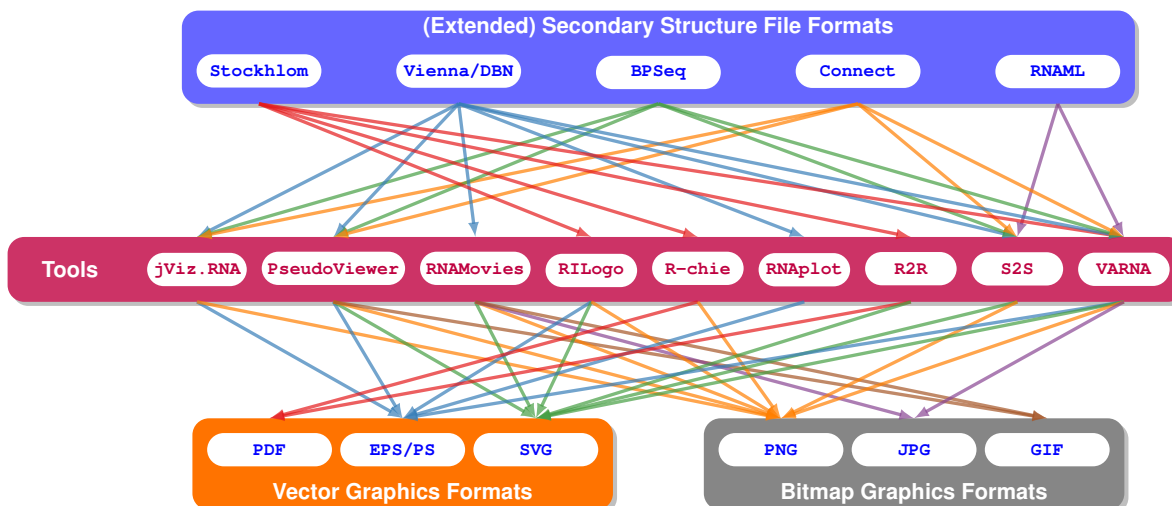 (Extended) Secondary Structure File Formats
Stockhlom Vienna/DBN BPSeq Connect RNAML
Tools jViz.RNA PseudoViewer RNAMovies RILogo R-chie RNAplot R2R S2S VARNA
PDF EPS/PS SVG PNG JPG GIF
Vector Graphics Formats Bitmap Graphics Formats